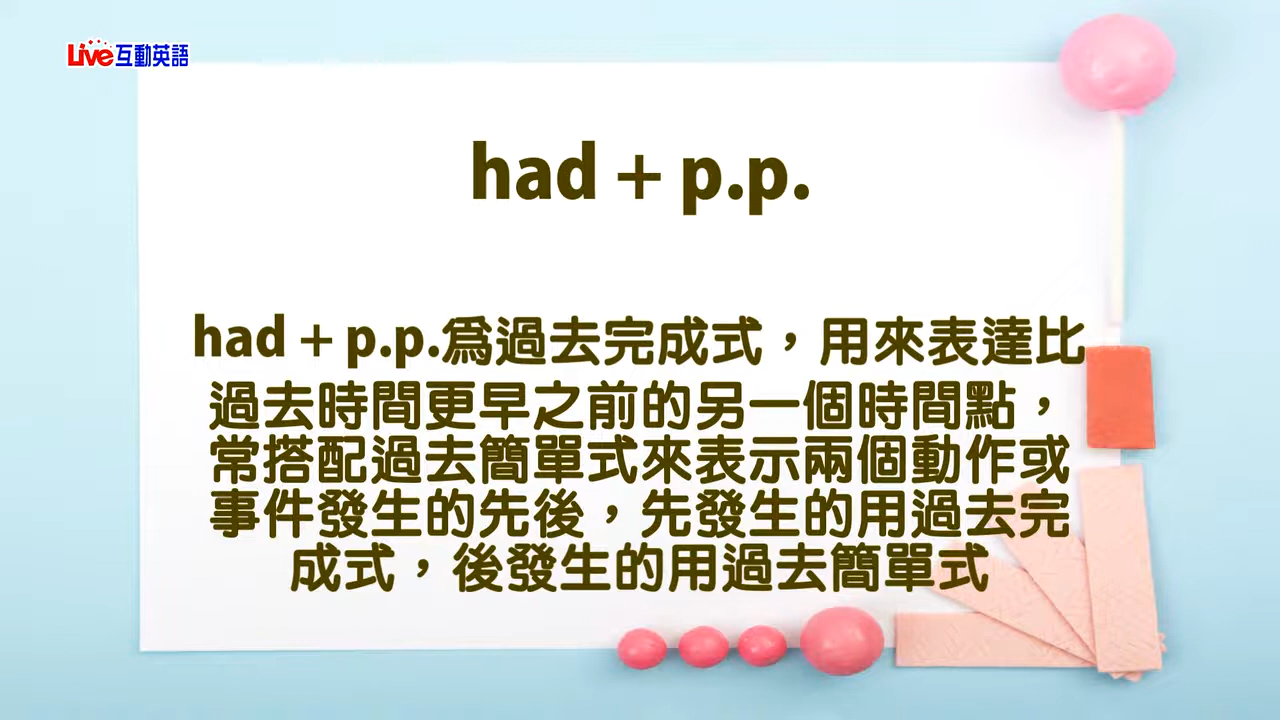 Live互動英語
had + p.p.
had + p.p.為過去完成式，用來表達比
過去時間更早之前的另一個時間點，
常搭配過去簡單式來表示兩個動作或
事件發生的先後，先發生的用過去完
成式，後發生的用過去簡單式